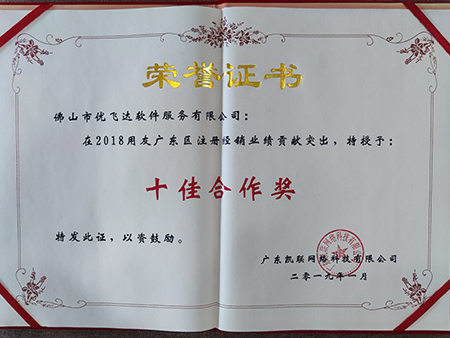 荣誉证书
佛山市优飞达软件服务有限公司：
在2018用友广东区注册经销业绩贡献突出，特授予：
十佳合作奖
特发此证，以资鼓励。
广东凯联网络科技有限公司
二零一九年一月